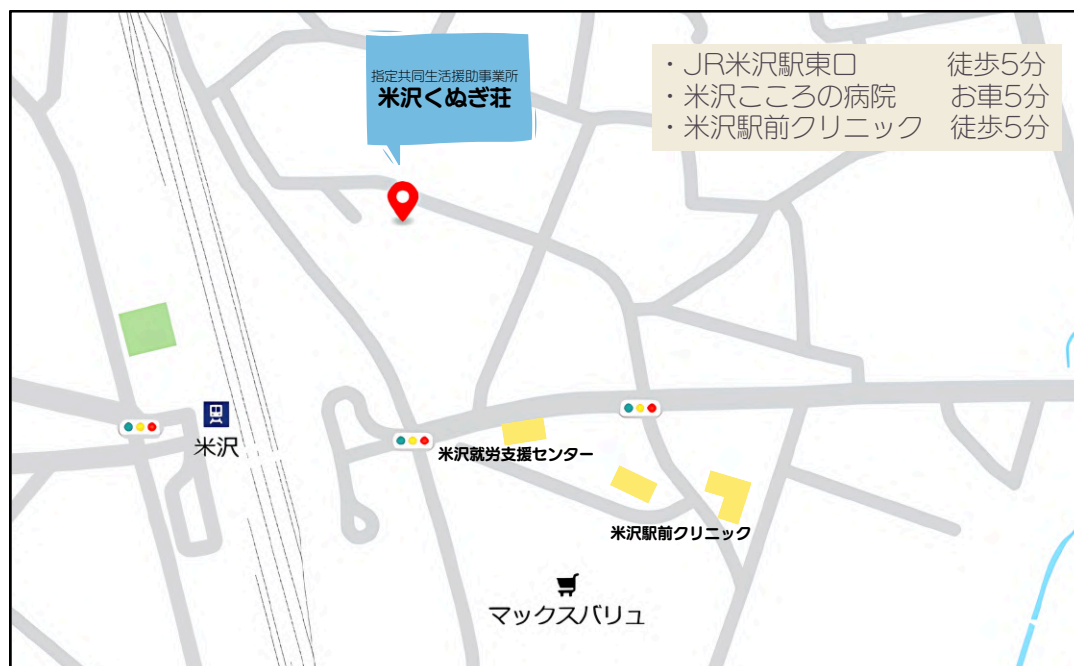 指定共同生活援助事業所
米沢くぬぎ荘
・JR米沢駅東口　　　徒歩5分
・米沢こころの病院　　お車5分
・米沢駅前クリニック　徒歩5分
米沢
米沢就労支援センター
米沢駅前クリニック
マックスバリュ